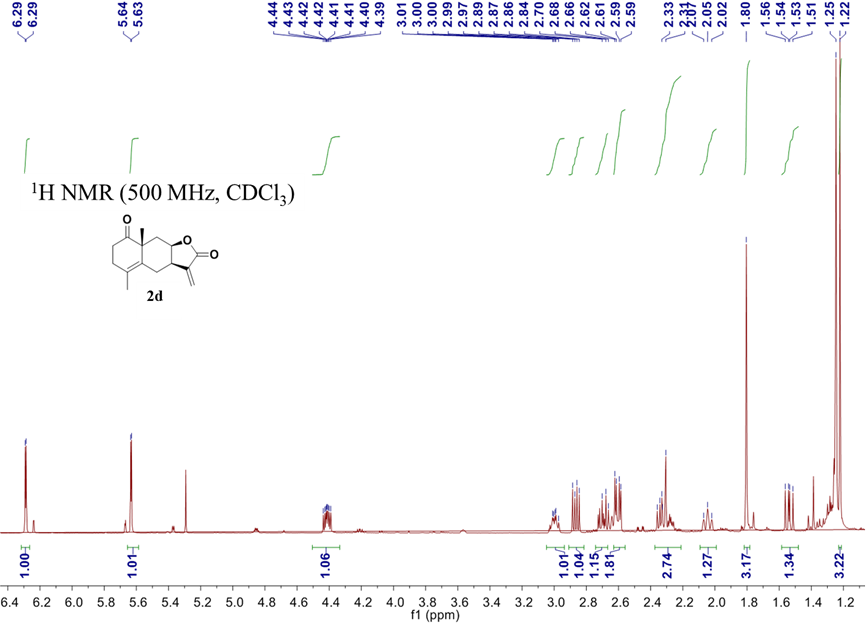 6.29 6.29 5.64 5.63 4.44 4.43 4.42 4.42 4.41 4.41 4.40 4.39 3.01 3.00 3.00 2.99 2.97 2.89 2.87 2.86 2.84 2.70 2.68 2.66 2.62 2.61 2.59 2.59 2.33 2.31 2.07 2.05 2.02 1.80 1.56 1.54 1.53 1.51 1.25 1.22
¹H NMR (500 MHz, CDCl₃)
O
O
O
2d
1.00 1.01 1.06 1.01 1.04 1.15 1.81 2.74 1.27 3.17 1.34 3.22
6.4 6.2 6.0 5.8 5.6 5.4 5.2 5.0 4.8 4.6 4.4 4.2 4.0 3.8 3.6 3.4 3.2 3.0 2.8 2.6 2.4 2.2 2.0 1.8 1.6 1.4 1.2
f1 (ppm)